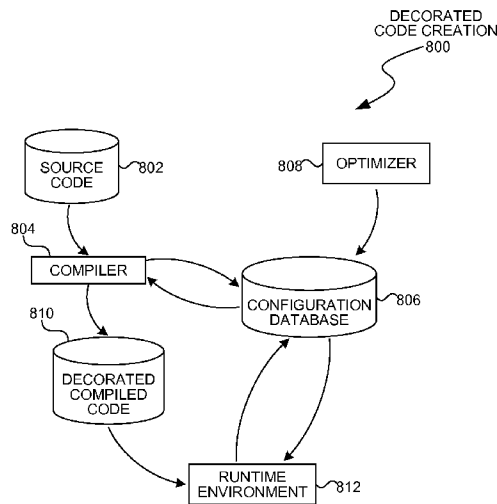 DECORATED
CODE CREATION
800
SOURCE
CODE
802
808
OPTIMIZER
804
COMPILER
CONFIGURATION
DATABASE
806
810
DECORATED
COMPILED
CODE
RUNTIME
ENVIRONMENT
812